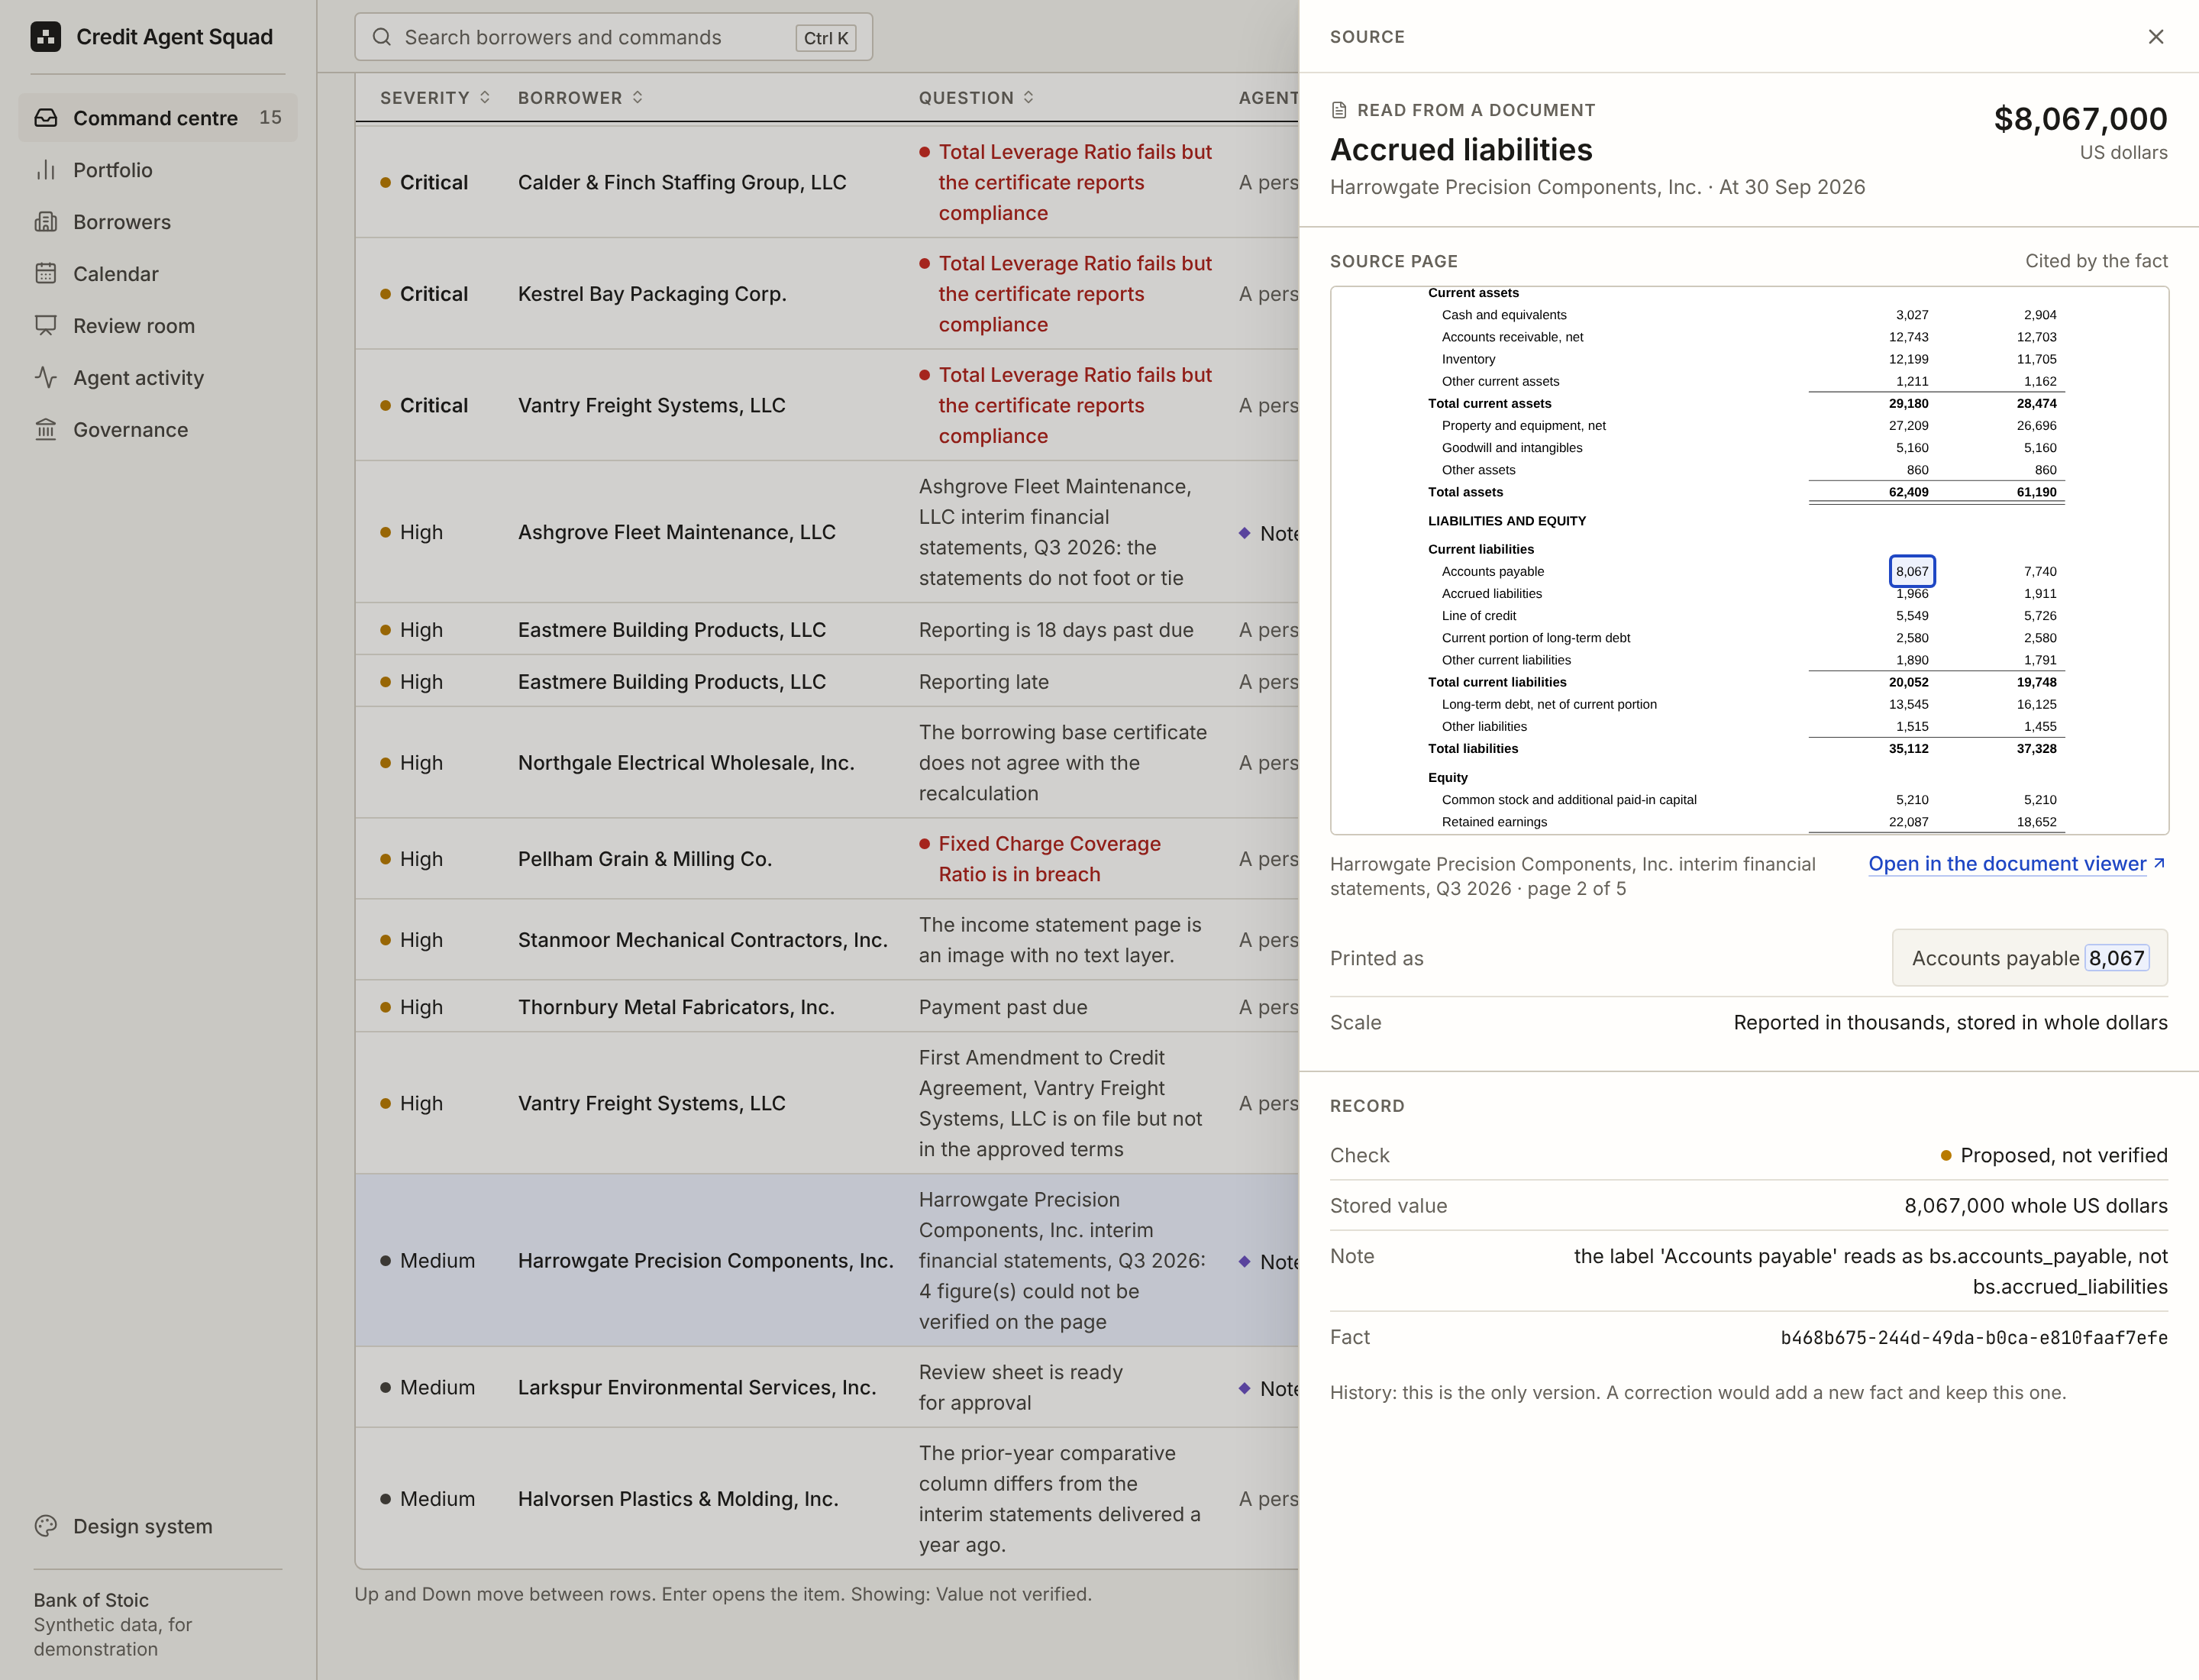 Credit Agent Squad
Command centre 15
Portfolio
Borrowers
Calendar
Review room
Agent activity
Governance
Design system
Bank of Stoic
Synthetic data, for
demonstration
Search borrowers and commands Ctrl K
SEVERITY BORROWER QUESTION AGENT
Critical Calder & Finch Staffing Group, LLC
Total Leverage Ratio fails but
the certificate reports
compliance
A pers
Critical Kestrel Bay Packaging Corp.
Total Leverage Ratio fails but
the certificate reports
compliance
A pers
Critical Vantry Freight Systems, LLC
Total Leverage Ratio fails but
the certificate reports
compliance
A pers
High Ashgrove Fleet Maintenance, LLC
Ashgrove Fleet Maintenance,
LLC interim financial
statements, Q3 2026: the
statements do not foot or tie
Note
High Eastmere Building Products, LLC Reporting is 18 days past due A pers
High Eastmere Building Products, LLC Reporting late A pers
High Northgale Electrical Wholesale, Inc.
The borrowing base certificate
does not agree with the
recalculation
A pers
High Pellham Grain & Milling Co.
Fixed Charge Coverage
Ratio is in breach
A pers
High Stanmoor Mechanical Contractors, Inc.
The income statement page is
an image with no text layer.
A pers
High Thornbury Metal Fabricators, Inc. Payment past due A pers
High Vantry Freight Systems, LLC
First Amendment to Credit
Agreement, Vantry Freight
Systems, LLC is on file but not
in the approved terms
A pers
Medium Harrowgate Precision Components, Inc.
Harrowgate Precision
Components, Inc. interim
financial statements, Q3 2026:
4 figure(s) could not be
verified on the page
Note
Medium Larkspur Environmental Services, Inc.
Review sheet is ready
for approval
Note
Medium Halvorsen Plastics & Molding, Inc.
The prior-year comparative
column differs from the
interim statements delivered a
year ago.
A pers
Up and Down move between rows. Enter opens the item. Showing: Value not verified.
SOURCE
READ FROM A DOCUMENT
Accrued liabilities
$8,067,000
US dollars
Harrowgate Precision Components, Inc. · At 30 Sep 2026
SOURCE PAGE Cited by the fact
Current assets
Cash and equivalents 3,027 2,904
Accounts receivable, net 12,743 12,703
Inventory 12,199 11,705
Other current assets 1,211 1,162
Total current assets 29,180 28,474
Property and equipment, net 27,209 26,696
Goodwill and intangibles 5,160 5,160
Other assets 860 860
Total assets 62,409 61,190
LIABILITIES AND EQUITY
Current liabilities
Accounts payable 8,067 7,740
Accrued liabilities 1,966 1,911
Line of credit 5,549 5,726
Current portion of long-term debt 2,580 2,580
Other current liabilities 1,890 1,791
Total current liabilities 20,052 19,748
Long-term debt, net of current portion 13,545 16,125
Other liabilities 1,515 1,455
Total liabilities 35,112 37,328
Equity
Common stock and additional paid-in capital 5,210 5,210
Retained earnings 22,087 18,652
Harrowgate Precision Components, Inc. interim financial
statements, Q3 2026 · page 2 of 5
Open in the document viewer
Printed as Accounts payable 8,067
Scale Reported in thousands, stored in whole dollars
RECORD
Check Proposed, not verified
Stored value 8,067,000 whole US dollars
Note the label 'Accounts payable' reads as bs.accounts_payable, not
bs.accrued_liabilities
Fact b468b675-244d-49da-b0ca-e810faaf7efe
History: this is the only version. A correction would add a new fact and keep this one.